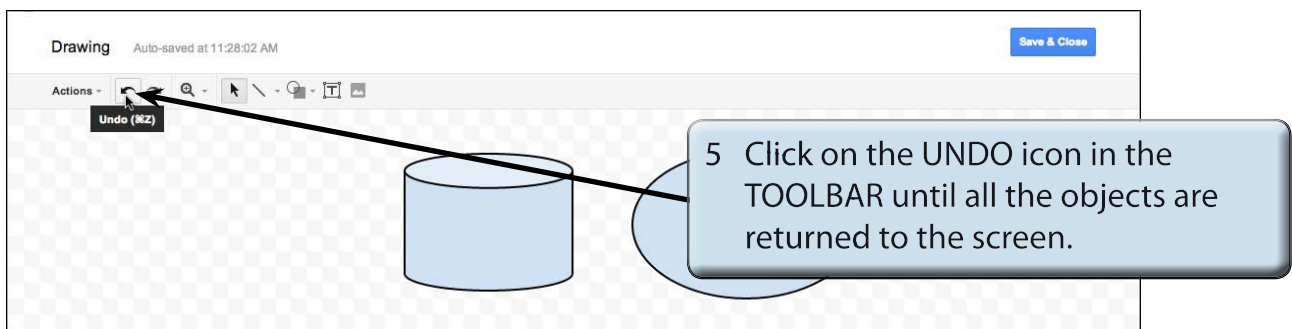 Drawing Auto-saved at 11:28:02 AM
Save & Close
Actions
T
Undo (⌘Z)
5 Click on the UNDO icon in the
TOOLBAR until all the objects are
returned to the screen.